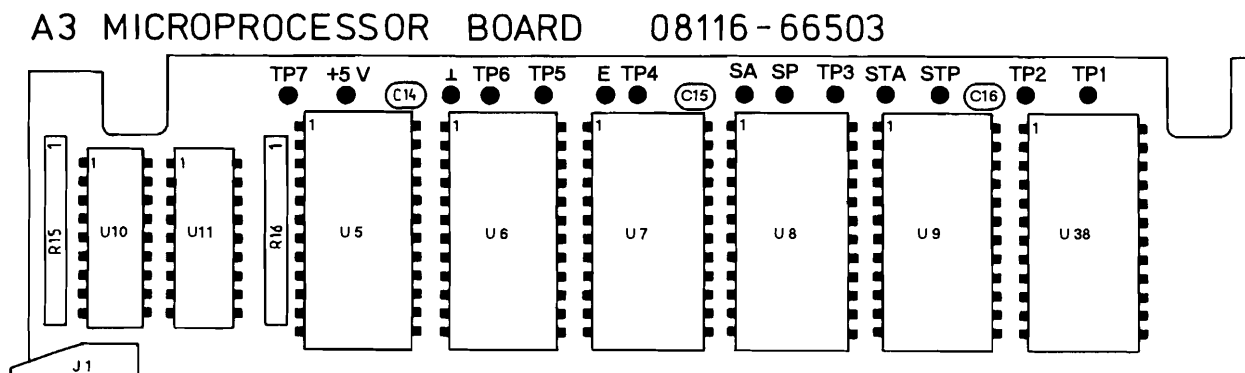 A3 MICROPROCESSOR BOARD 08116-66503
TP7 +5 V ⊥ TP6 TP5 E TP4 SA SP TP3 STA STP TP2 TP1
C14 C15 C16
1 1 1 1 1 1
1 1 1 1
R15 U10 U11 R16 U5 U6 U7 U8 U9 U38
J1